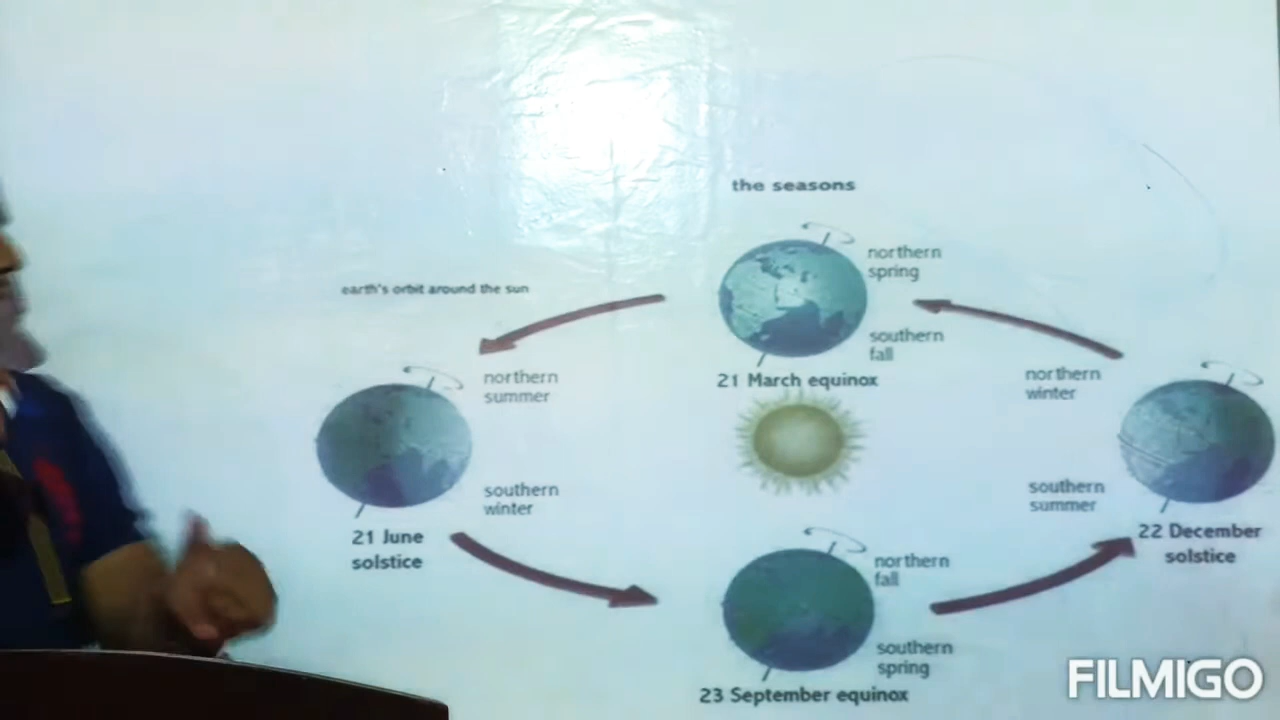 the seasons
northern
spring
earth's orbit around the sun
southern
fall
21 March equinox
northern
summer
northern
winter
southern
winter
southern
summer
21 June
solstice
22 December
solstice
northern
fall
southern
spring
23 September equinox
FILMIGO